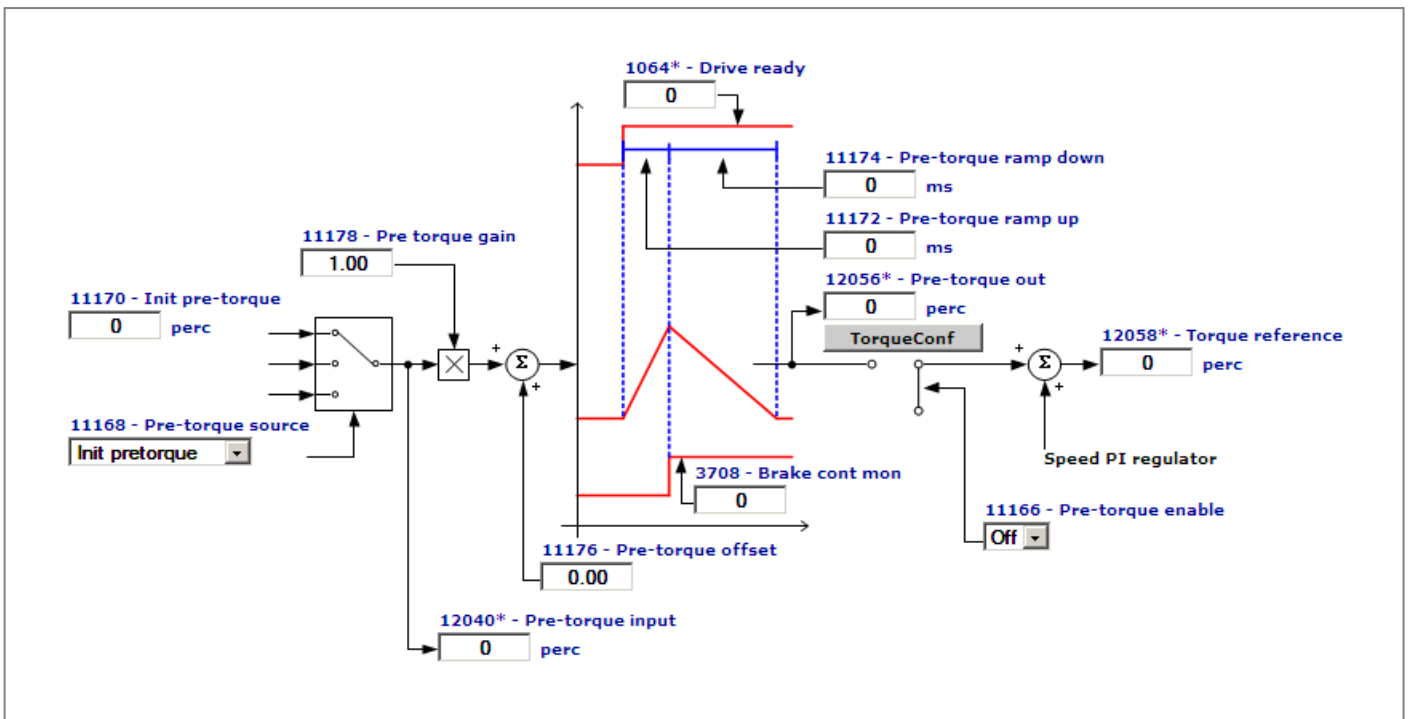 1064* - Drive ready
0
11174 - Pre-torque ramp down
0 ms
11172 - Pre-torque ramp up
0 ms
11178 - Pre torque gain
1.00
12056* - Pre-torque out
0 perc
11170 - Init pre-torque
0 perc
TorqueConf
12058* - Torque reference
0 perc
+
Σ
+
+
Σ
+
×
11168 - Pre-torque source
Init pretorque
Speed PI regulator
3708 - Brake cont mon
0
11166 - Pre-torque enable
Off
11176 - Pre-torque offset
0.00
12040* - Pre-torque input
0 perc